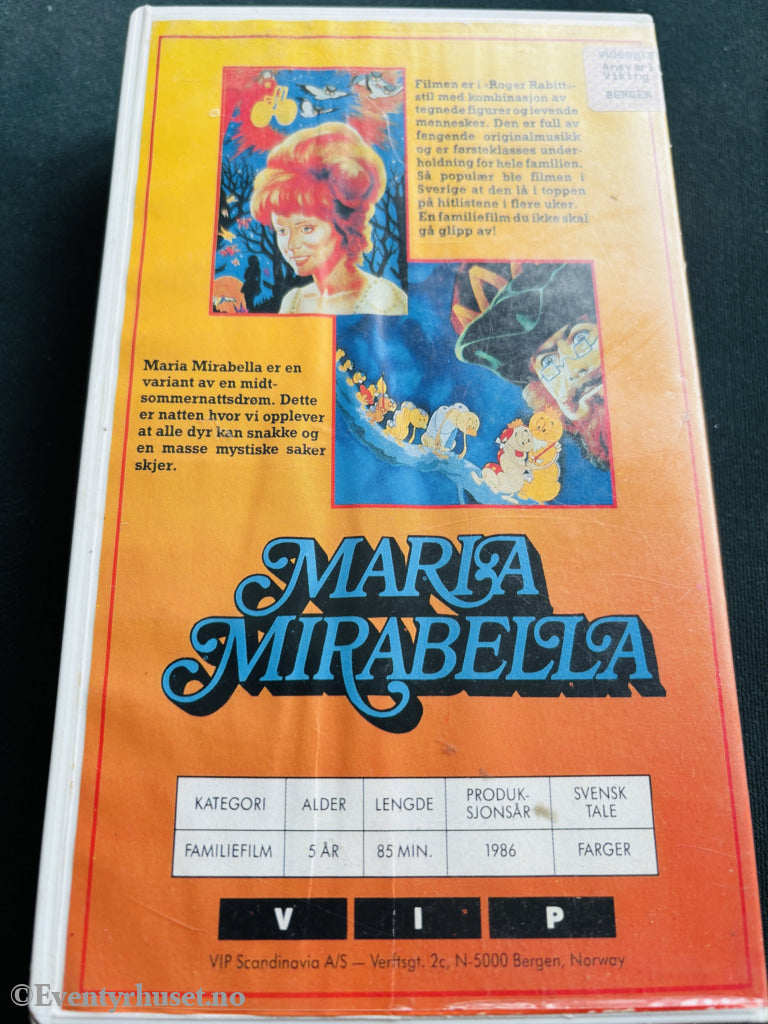 videogra
Ansvarl
Viking
BERGEN
Filmen er i «Roger Rabitt»-
stil med kombinasjon av
tegnede figurer og levende
mennesker. Den er full av
fengende originalmusikk
og er førsteklasses under-
holdning for hele familien.
Så populær ble filmen i
Sverige at den lå i toppen
på hitlistene i flere uker.
En familiefilm du ikke skal
gå glipp av!
Maria Mirabella er en
variant av en midt-
sommernattsdrøm. Dette
er natten hvor vi opplever
at alle dyr kan snakke og
en masse mystiske saker
skjer.
MARIA
MIRABELLA
KATEGORI ALDER LENGDE PRODUK-SJONSÅR SVENSK TALE
FAMILIEFILM 5 ÅR 85 MIN. 1986 FARGER
V I P
VIP Scandinavia A/S — Verftsgt. 2c, N-5000 Bergen, Norway
©Eventyrhuset.no